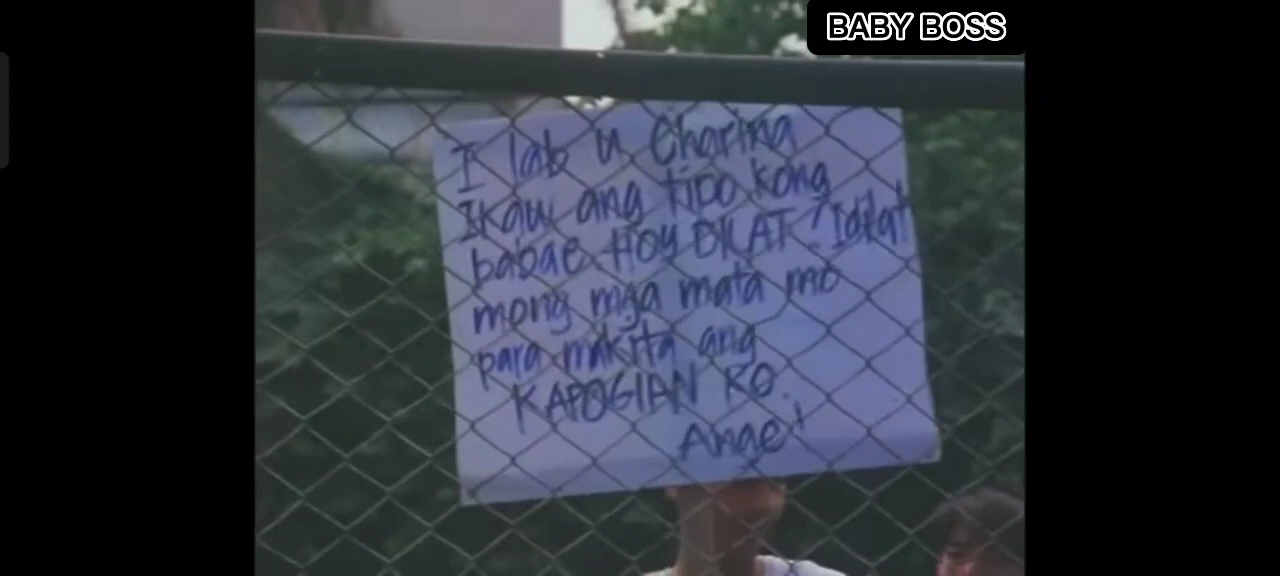 BABY BOSS
I lab u Charina
Ikaw ang tipo kong
babae HOY DILAT! Idilat
mong mga mata mo
para makita ang
KAPOGIAN KO.